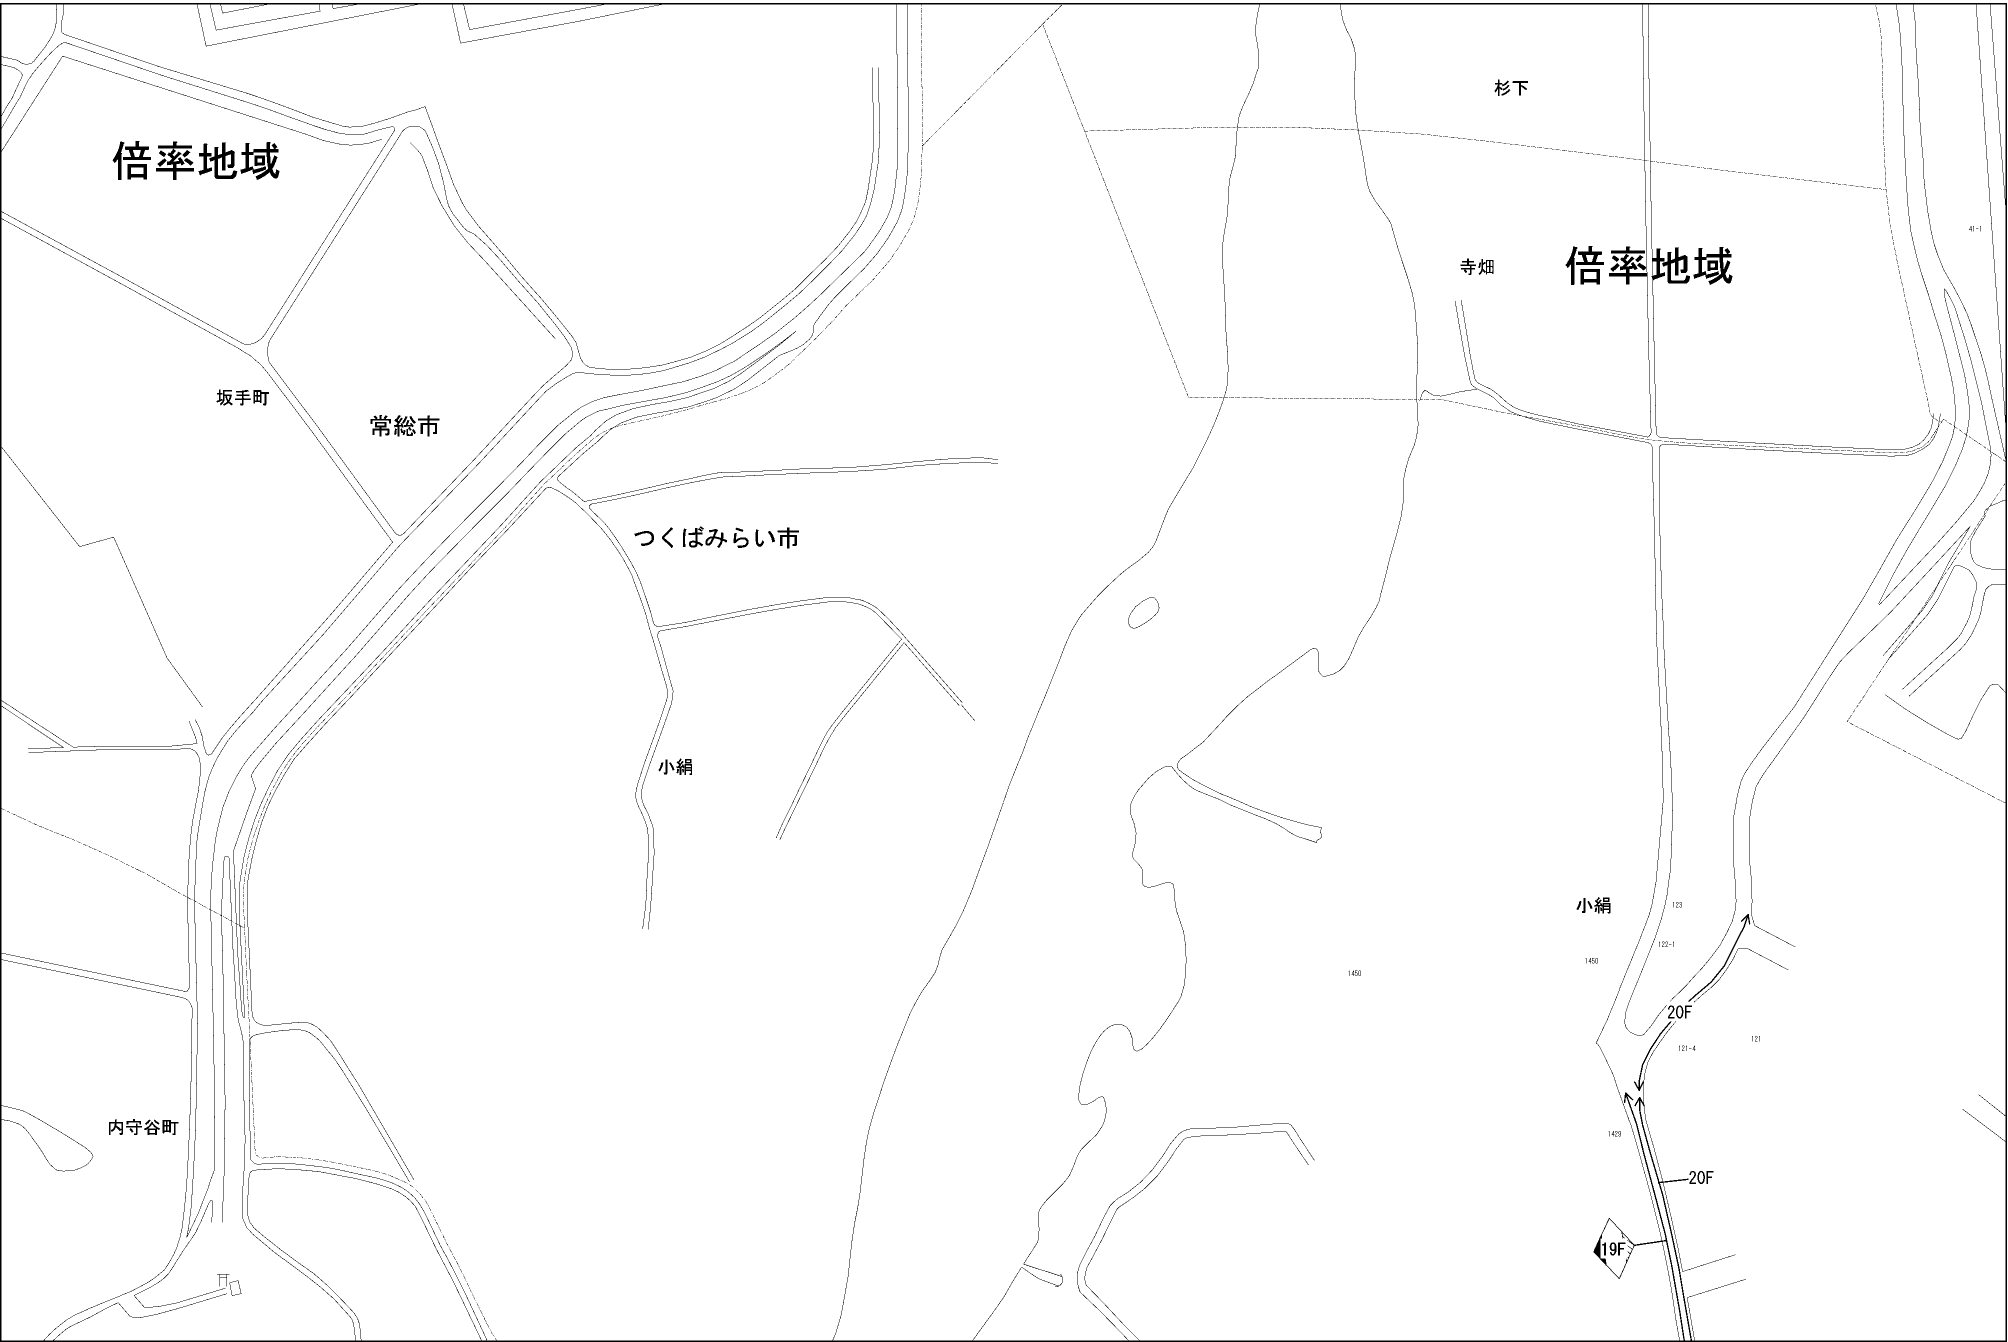 杉下
倍率地域
41-1
倍率地域
寺畑
坂手町
常総市
つくばみらい市
小絹
小絹
123
122-1
1450
1450
20F
121-4
121
内守谷町
1429
20F
19F